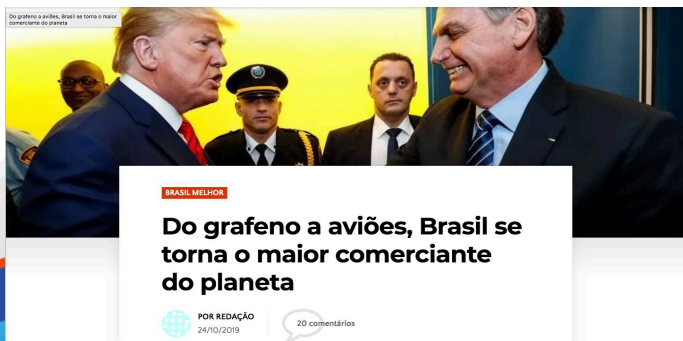 Do grafeno a aviões, Brasil se torna o maior
comerciante do planeta
BRASIL MELHOR
Do grafeno a aviões, Brasil se
torna o maior comerciante
do planeta
POR REDAÇÃO
24/10/2019
20 comentários